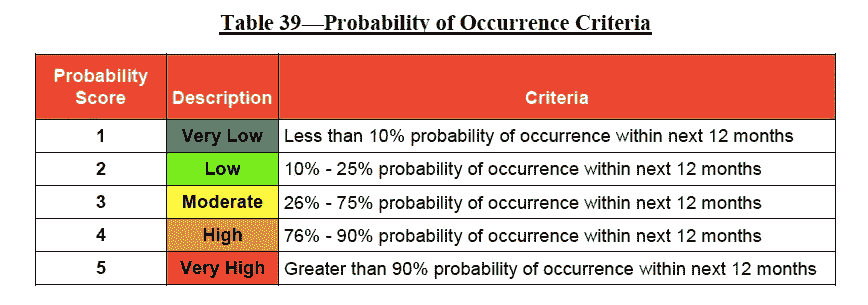 Table 39—Probability of Occurrence Criteria
Probability Score Description Criteria
1 Very Low Less than 10% probability of occurrence within next 12 months
2 Low 10% - 25% probability of occurrence within next 12 months
3 Moderate 26% - 75% probability of occurrence within next 12 months
4 High 76% - 90% probability of occurrence within next 12 months
5 Very High Greater than 90% probability of occurrence within next 12 months